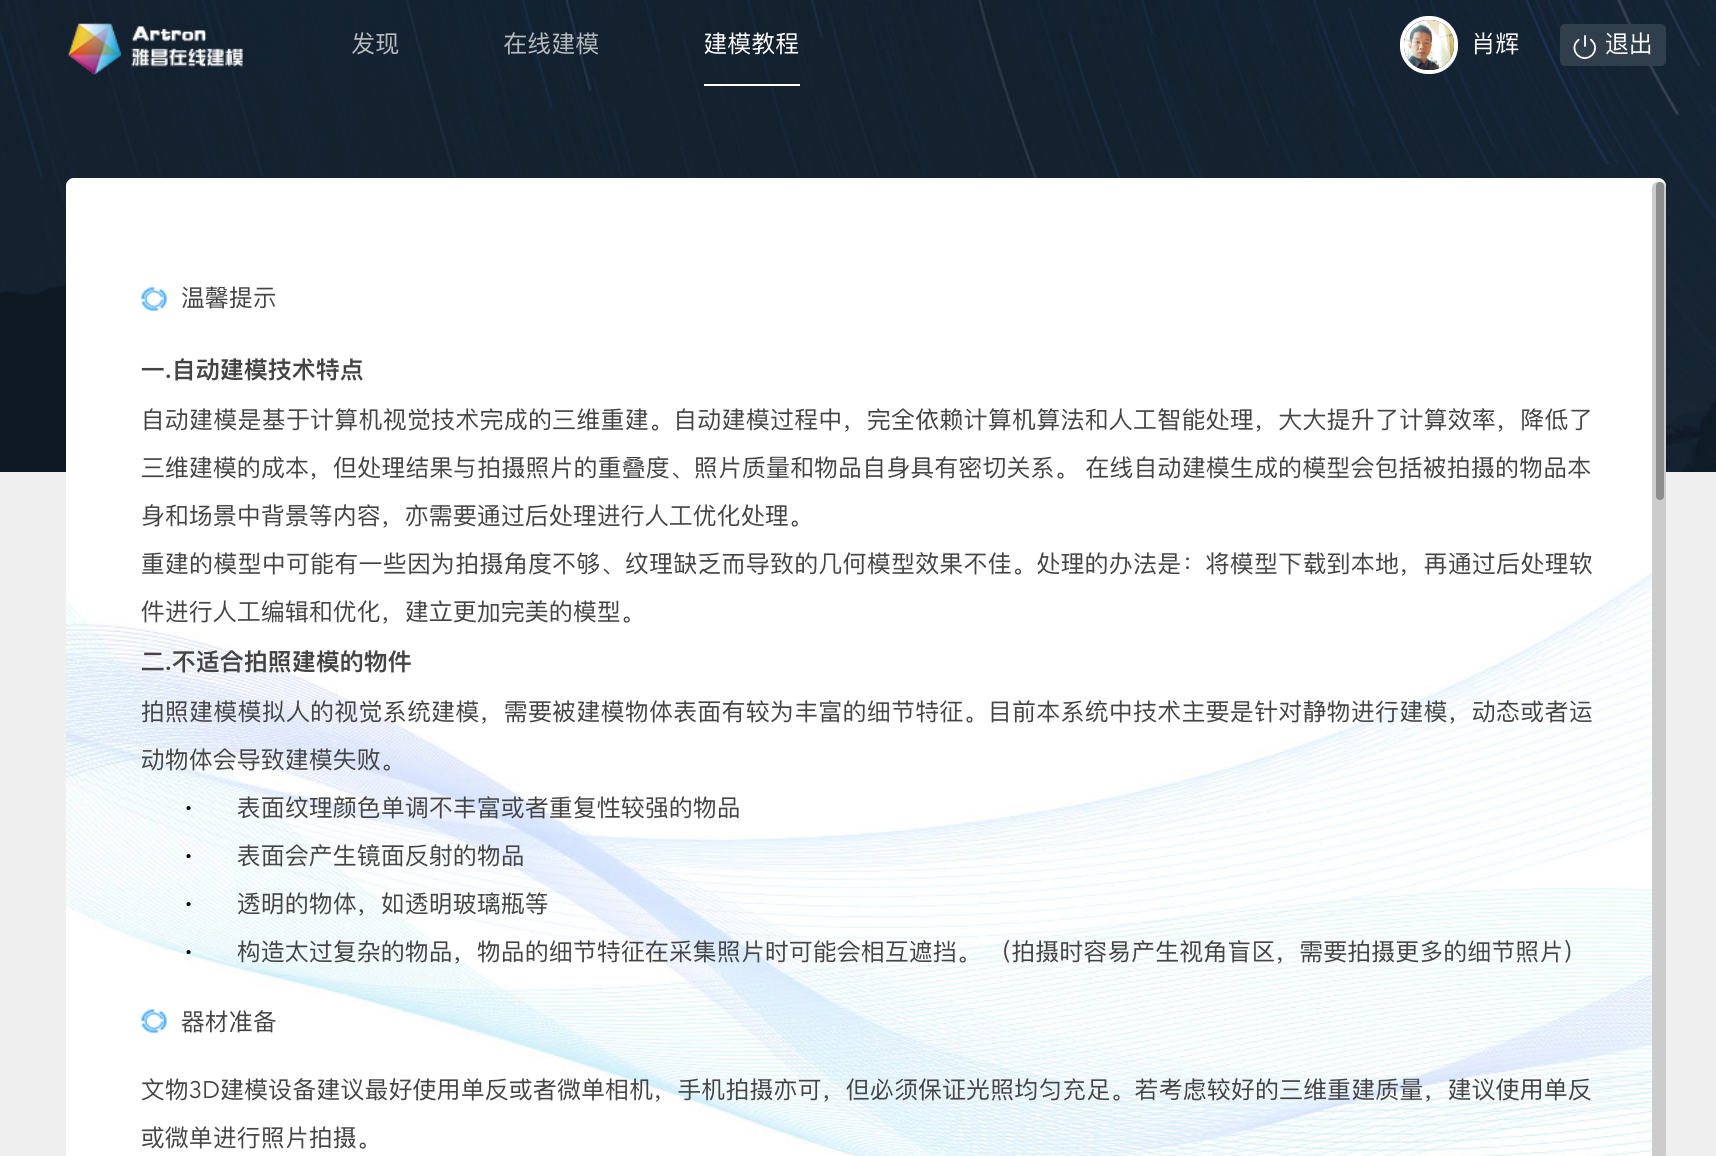 Artron
雅昌在线建模
发现
在线建模
建模教程
肖辉
退出
温馨提示
一.自动建模技术特点
自动建模是基于计算机视觉技术完成的三维重建。自动建模过程中，完全依赖计算机算法和人工智能处理，大大提升了计算效率，降低了
三维建模的成本，但处理结果与拍摄照片的重叠度、照片质量和物品自身具有密切关系。 在线自动建模生成的模型会包括被拍摄的物品本
身和场景中背景等内容，亦需要通过后处理进行人工优化处理。
重建的模型中可能有一些因为拍摄角度不够、纹理缺乏而导致的几何模型效果不佳。处理的办法是：将模型下载到本地，再通过后处理软
件进行人工编辑和优化，建立更加完美的模型。
二.不适合拍照建模的物件
拍照建模模拟人的视觉系统建模，需要被建模物体表面有较为丰富的细节特征。目前本系统中技术主要是针对静物进行建模，动态或者运
动物体会导致建模失败。
· 表面纹理颜色单调不丰富或者重复性较强的物品
· 表面会产生镜面反射的物品
· 透明的物体，如透明玻璃瓶等
· 构造太过复杂的物品，物品的细节特征在采集照片时可能会相互遮挡。（拍摄时容易产生视角盲区，需要拍摄更多的细节照片）
器材准备
文物3D建模设备建议最好使用单反或者微单相机，手机拍摄亦可，但必须保证光照均匀充足。若考虑较好的三维重建质量，建议使用单反
或微单进行照片拍摄。